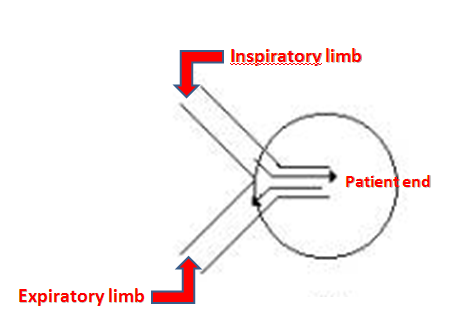 Inspiratory limb
Patient end
Expiratory limb